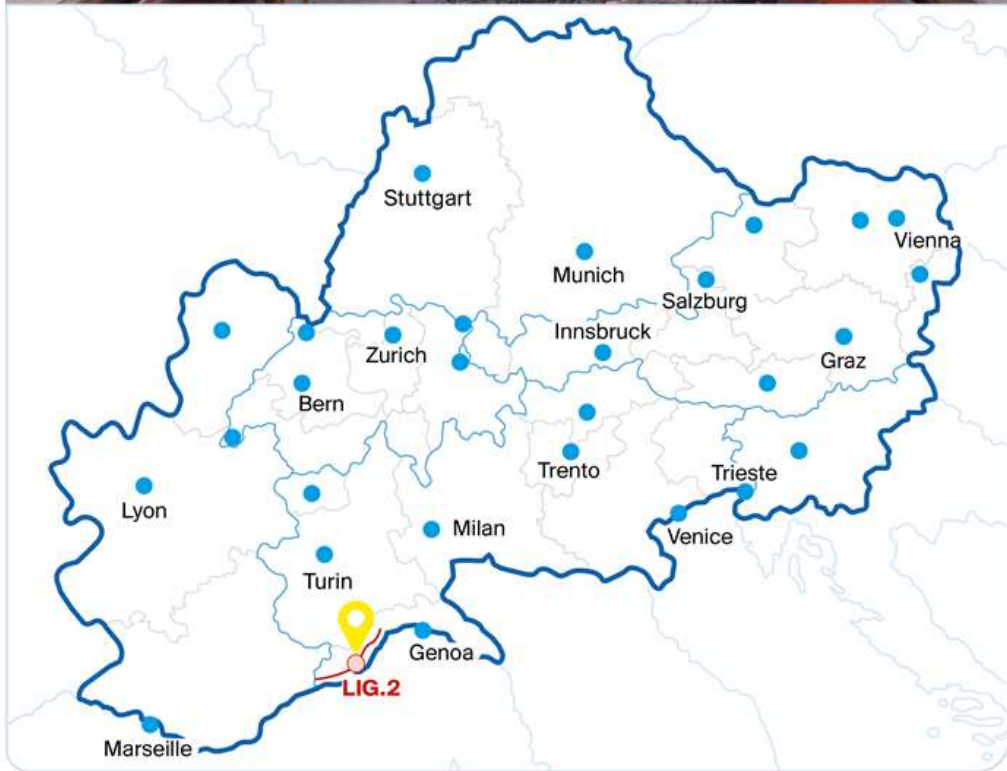 Stuttgart
Munich
Vienna
Salzburg
Innsbruck
Zurich
Graz
Bern
Trento
Trieste
Lyon
Milan
Venice
Turin
Genoa
LIG.2
Marseille